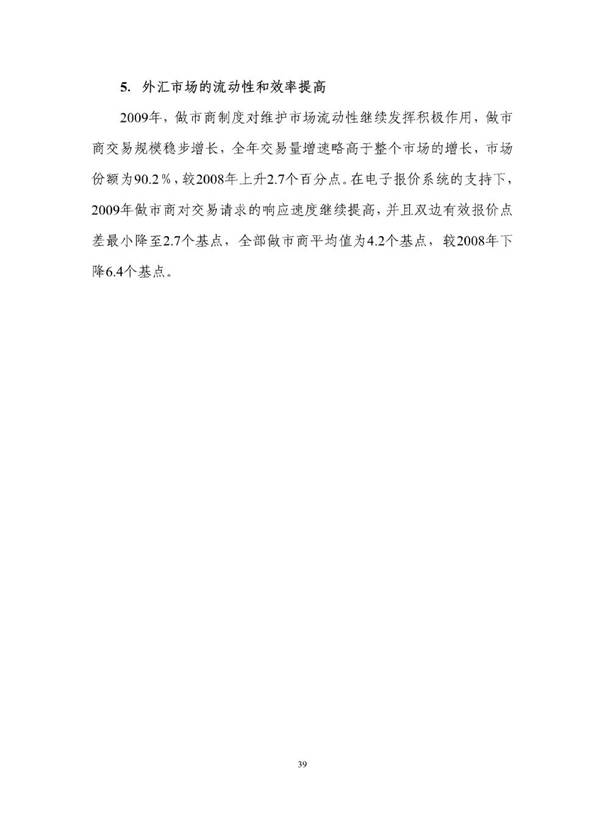 5. 外汇市场的流动性和效率提高
2009年，做市商制度对维护市场流动性继续发挥积极作用，做市
商交易规模稳步增长，全年交易量增速略高于整个市场的增长，市场
份额为90.2％，较2008年上升2.7个百分点。在电子报价系统的支持下，
2009年做市商对交易请求的响应速度继续提高，并且双边有效报价点
差最小降至2.7个基点，全部做市商平均值为4.2个基点，较2008年下
降6.4个基点。
39